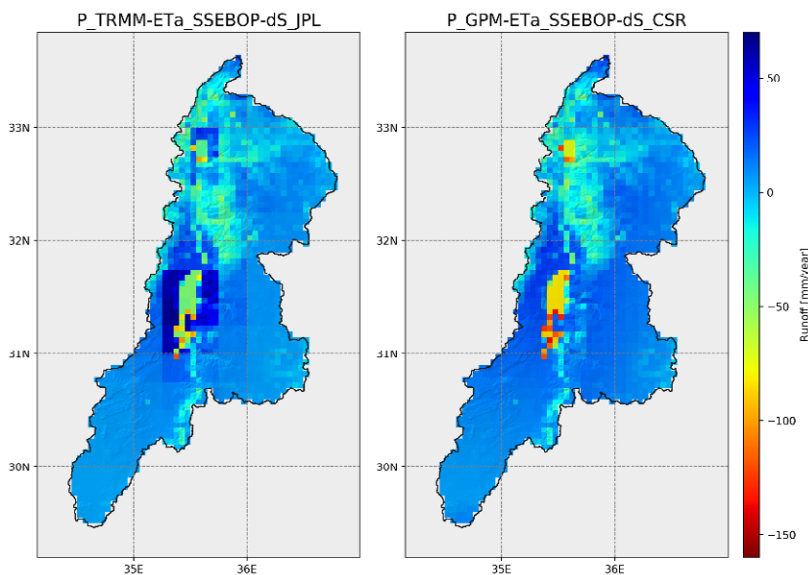 P_TRMM-ETa_SSEBOP-dS_JPL
P_GPM-ETa_SSEBOP-dS_CSR
33N
32N
31N
30N
35E
36E
33N
32N
31N
30N
35E
36E
50
0
−50
−100
−150
Runoff [mm/year]